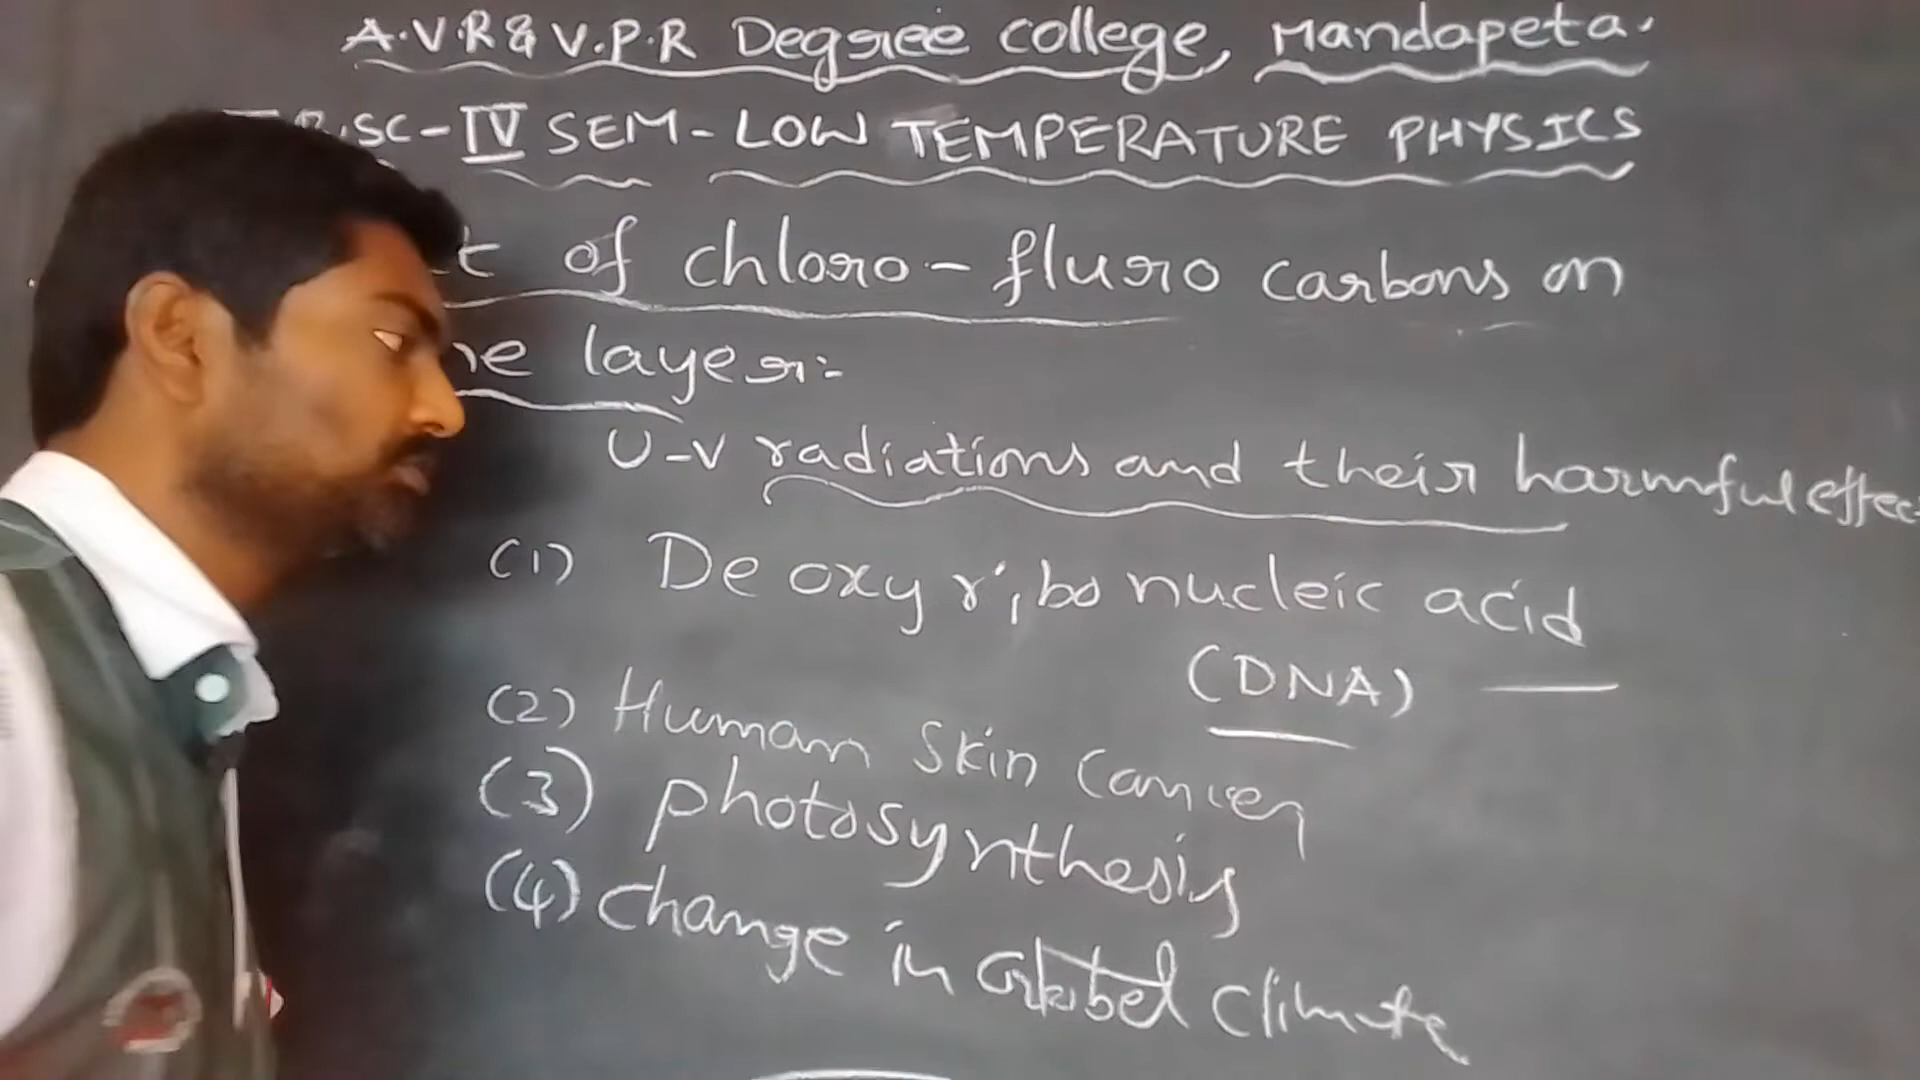 A.V.R & V.P.R Degree college, Mandapeta.
SC-IV SEM-LOW TEMPERATURE PHYSICS
of chloro-fluro carbons on
layer:-
U-V radiations and their harmful effec
(1) De oxy ribo nucleic acid
(DNA) —
(2) Human Skin Cancer
(3) photosynthesis
(4) change in Global climate